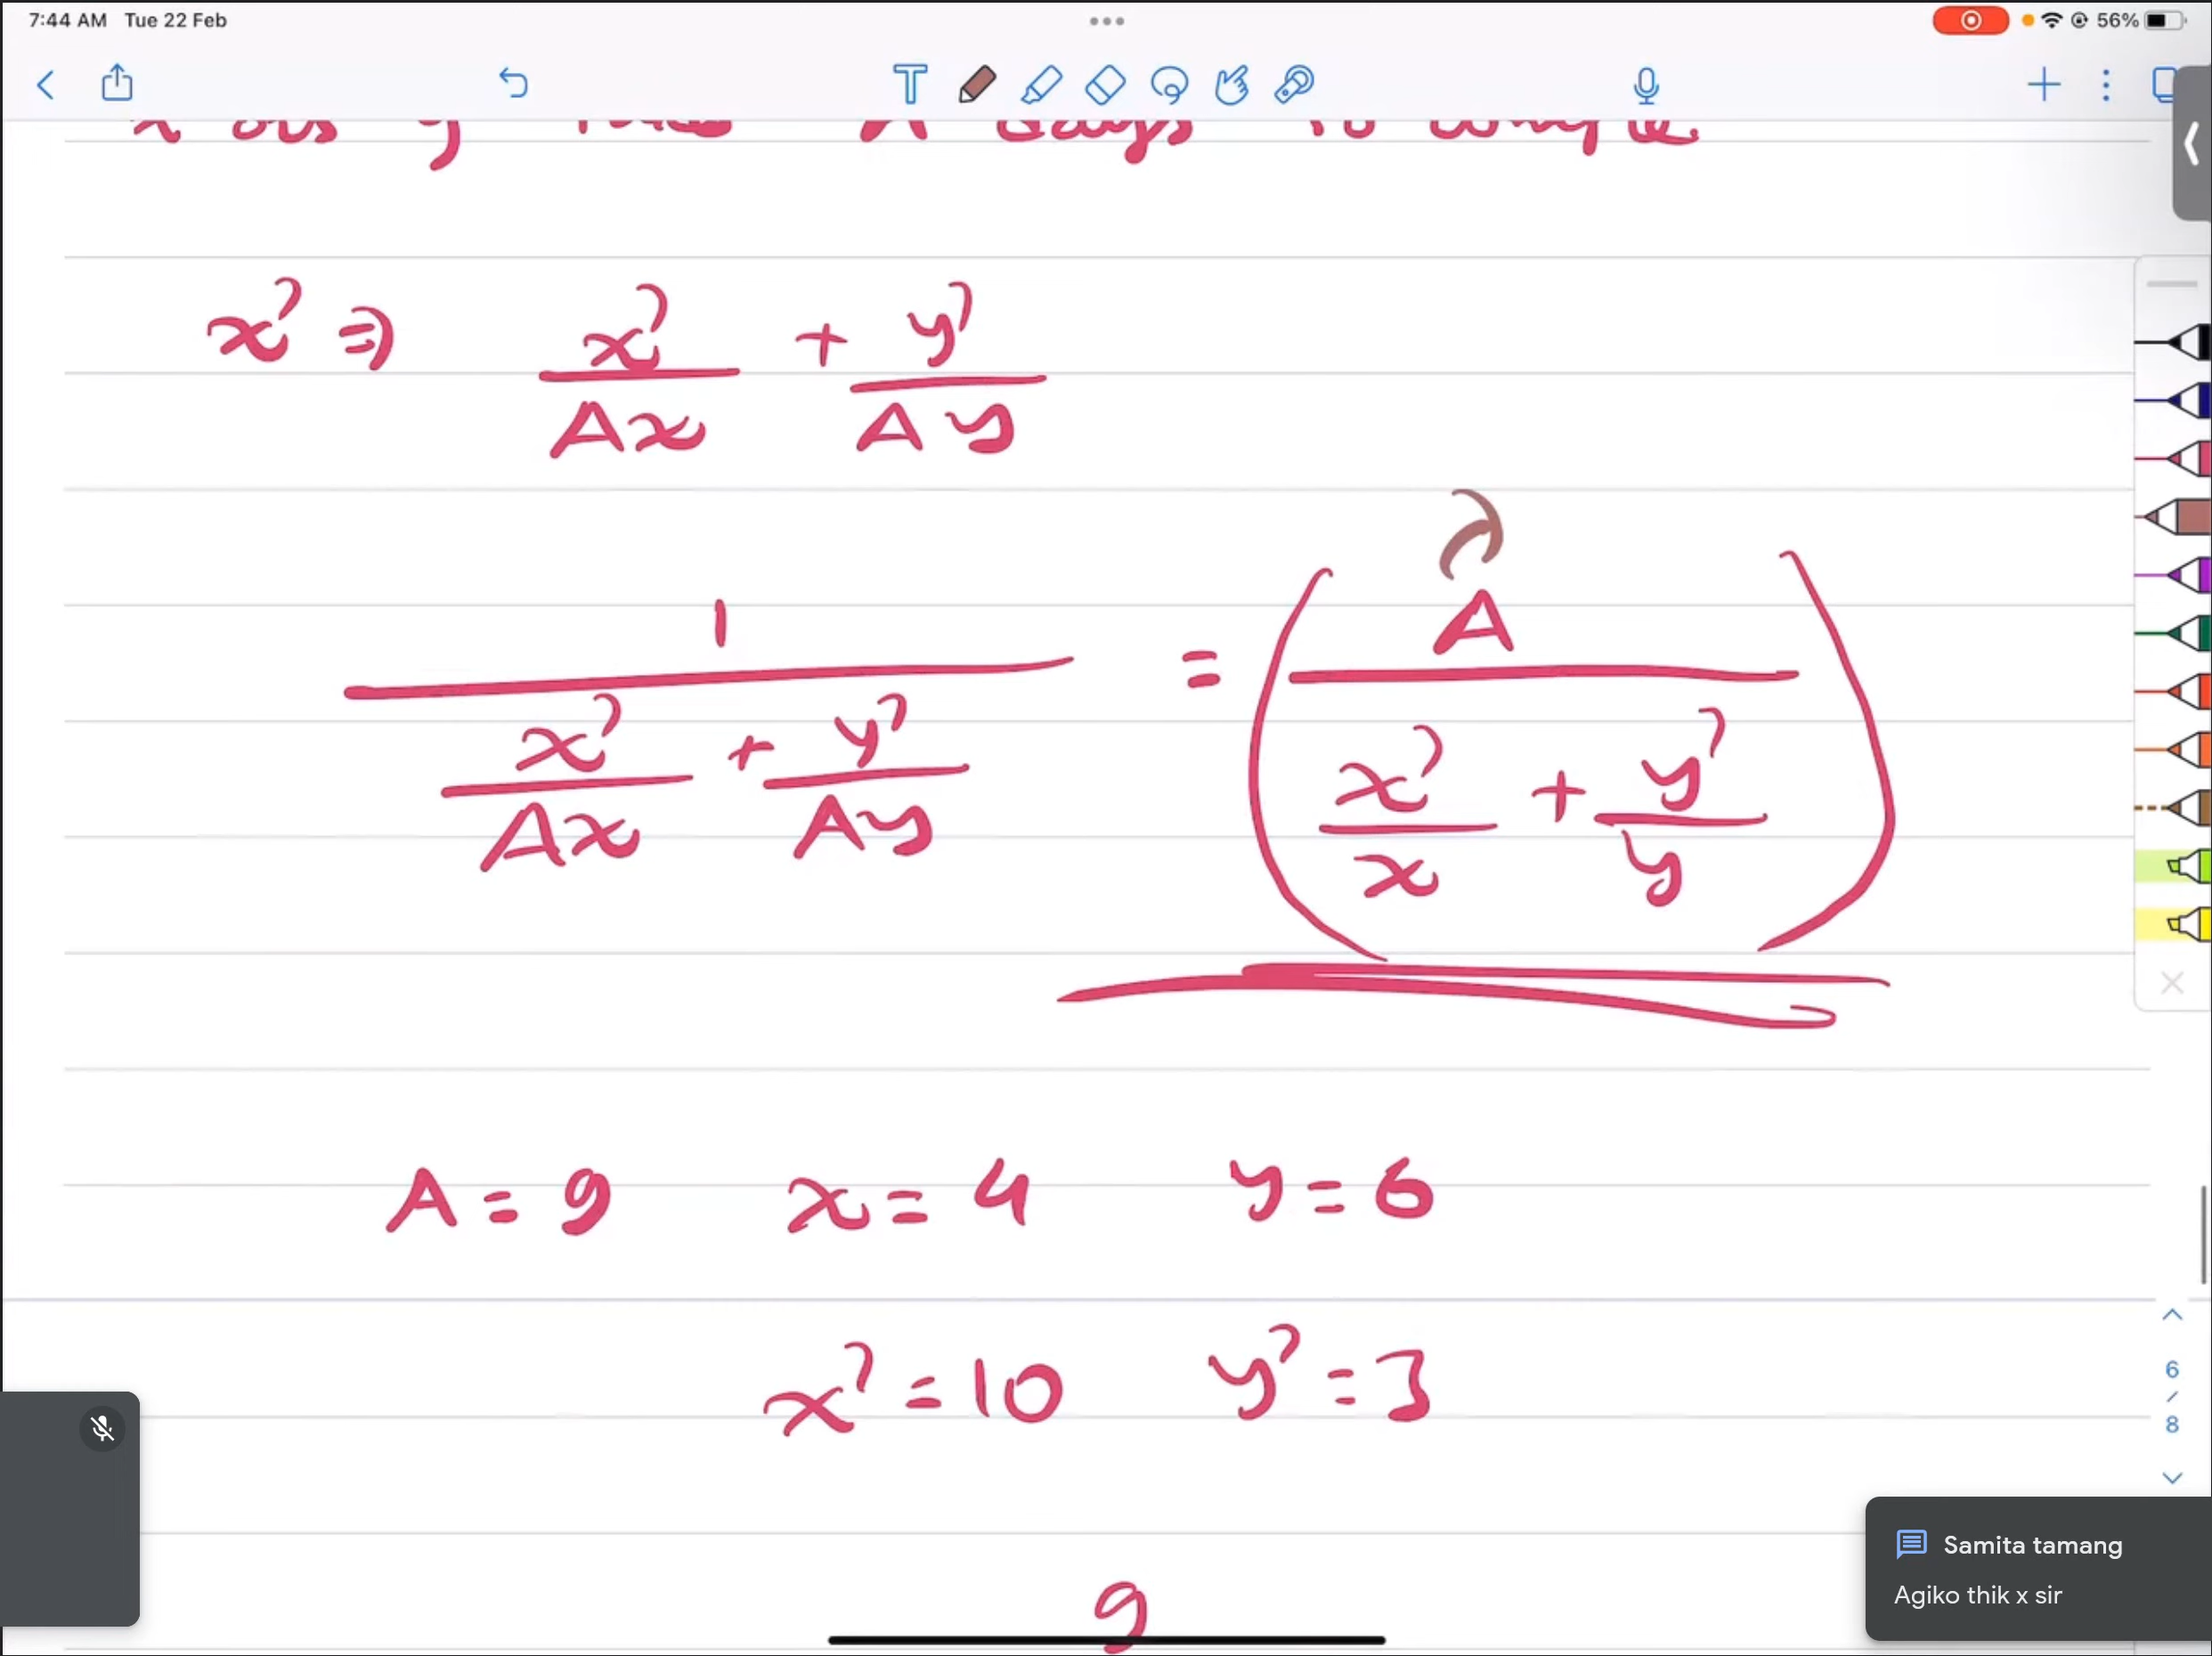 7:44 AM Tue 22 Feb
56%
T
x' ⇒ x'/Ax + y'/Ay
1/(x'/Ax + y'/Ay) = (A/(x'/x + y'/y))
A = 9 x = 4 y = 6
x' = 10 y' = 3
6
/
8
9
Samita tamang
Agiko thik x sir